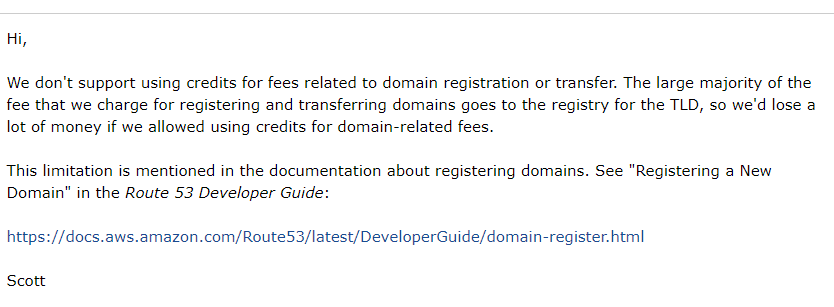 Hi,
We don't support using credits for fees related to domain registration or transfer. The large majority of the
fee that we charge for registering and transferring domains goes to the registry for the TLD, so we'd lose a
lot of money if we allowed using credits for domain-related fees.
This limitation is mentioned in the documentation about registering domains. See "Registering a New
Domain" in the Route 53 Developer Guide:
https://docs.aws.amazon.com/Route53/latest/DeveloperGuide/domain-register.html
Scott